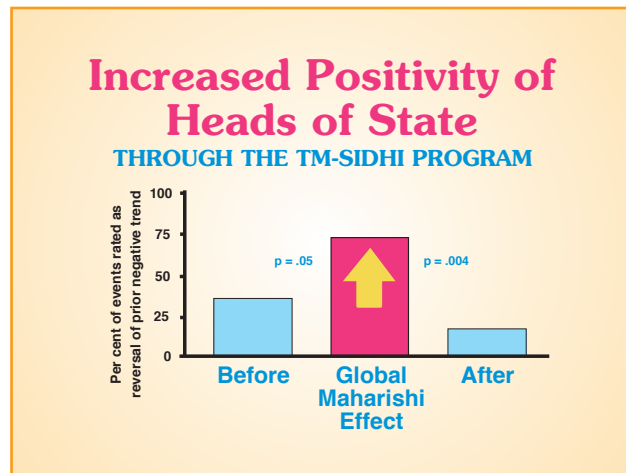 Increased Positivity of
Heads of State
THROUGH THE TM-SIDHI PROGRAM
Per cent of events rated as
reversal of prior negative trend
100
75
50
25
0
p = .05
p = .004
Before
Global
Maharishi
Effect
After